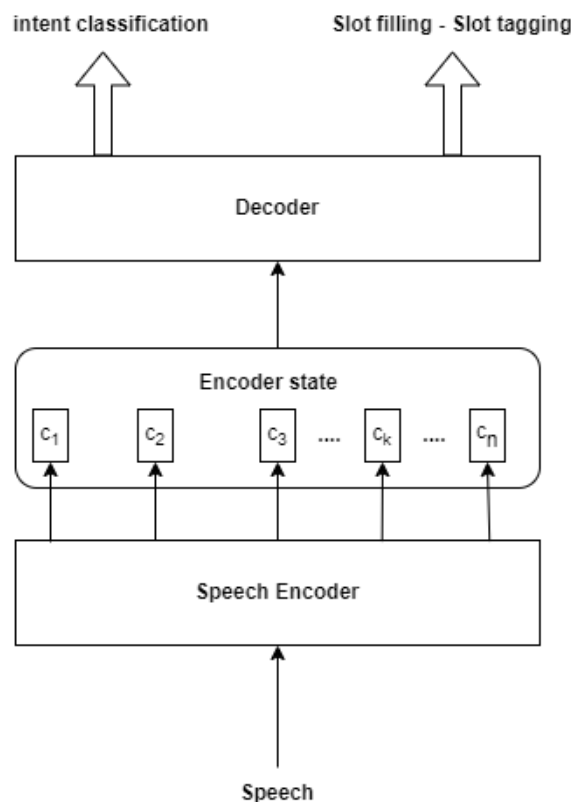 intent classification Slot filling - Slot tagging
Decoder
Encoder state
c₁ c₂ c₃ .... cₖ .... cₙ
Speech Encoder
Speech